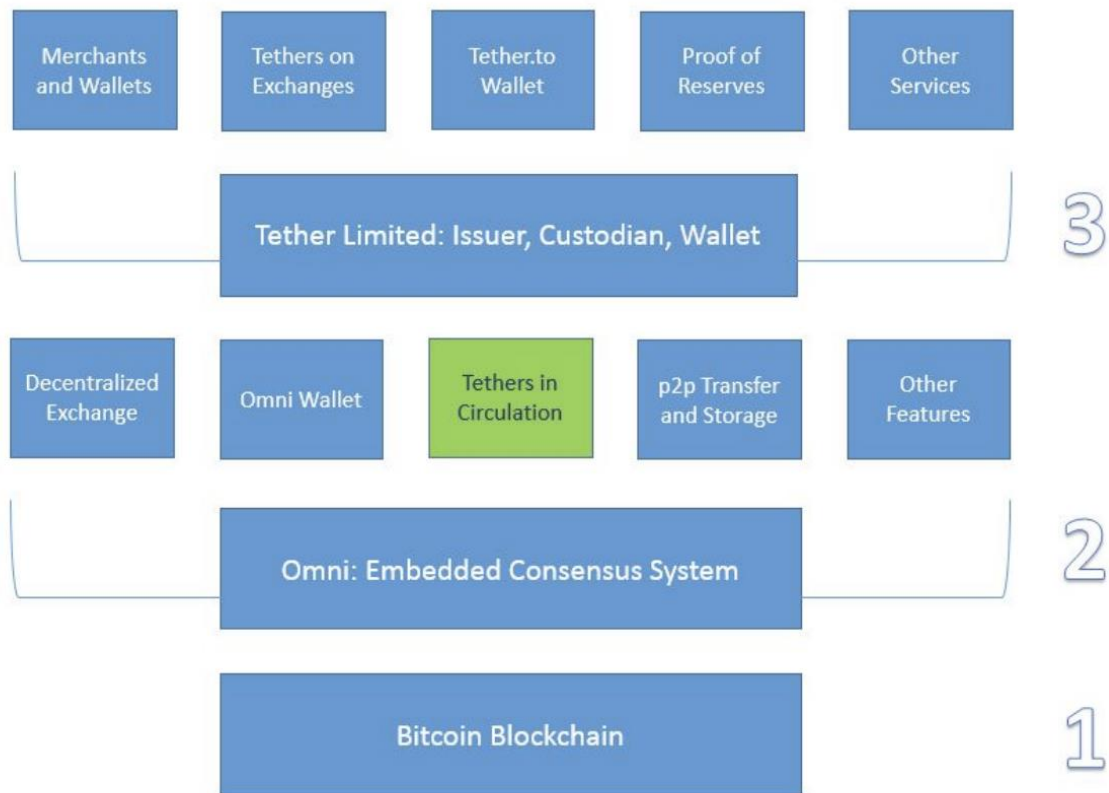 Merchants
and Wallets
Tethers on
Exchanges
Tether.to
Wallet
Proof of
Reserves
Other
Services
Tether Limited: Issuer, Custodian, Wallet
3
Decentralized
Exchange
Omni Wallet
Tethers in
Circulation
p2p Transfer
and Storage
Other
Features
Omni: Embedded Consensus System
2
Bitcoin Blockchain
1